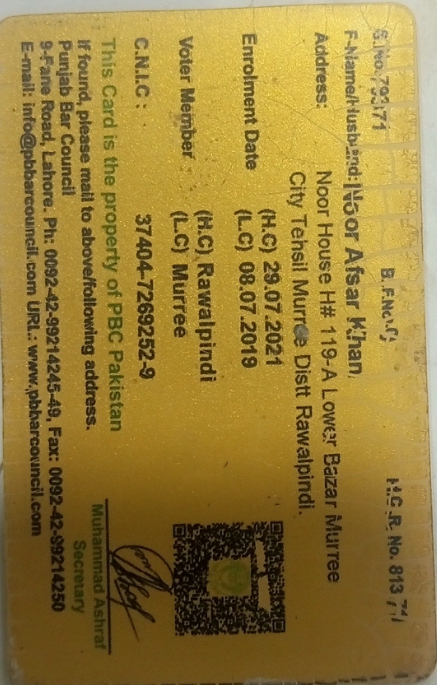 S.No. 79371 B.F.No. H.C.R. No. 813
F-Name/Husband: Noor Afsar Khan
Address: Noor House H# 119-A Lower Bazar Murree
City Tehsil Murree Distt Rawalpindi.
Enrolment Date (H.C) 29.07.2021
(L.C) 08.07.2019
Voter Member (H.C) Rawalpindi
(L.C) Murree
C.N.I.C : 37404-7269252-9
This Card is the property of PBC Pakistan
If found, please mail to above/following address.
Punjab Bar Council
9-Fane Road, Lahore. Ph: 0092-42-99214245-49, Fax: 0092-42-99214250
E-mail: info@pbbarcouncil.com URL: www.pbbarcouncil.com
Muhammad Ashraf
Secretary